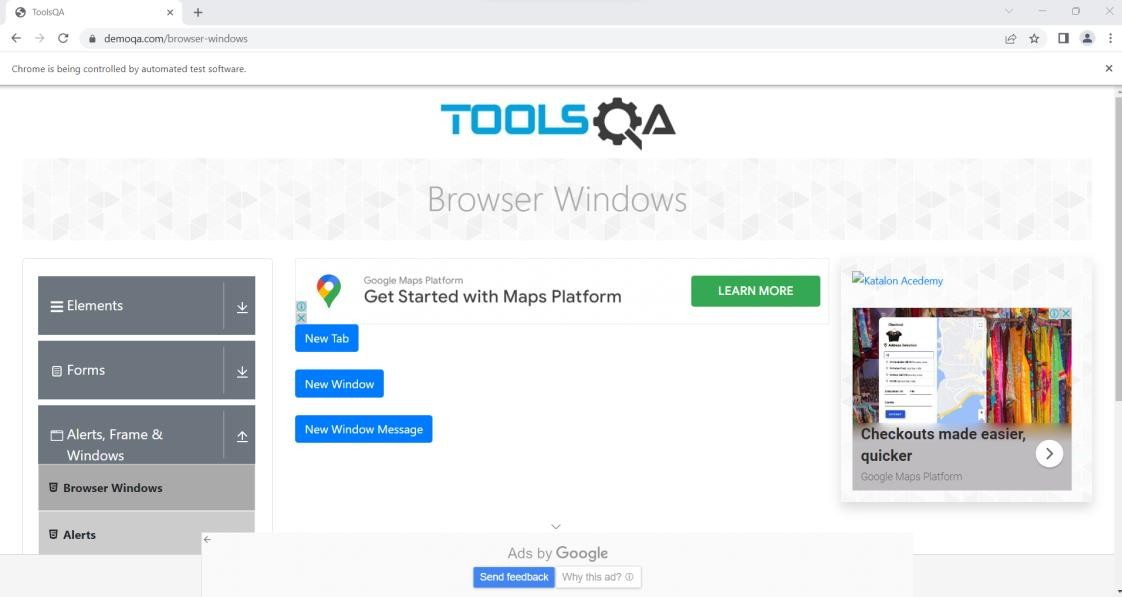 ToolsQA
demoqa.com/browser-windows
Chrome is being controlled by automated test software.
TOOLSQA
Browser Windows
Elements
Forms
Alerts, Frame &
Windows
Browser Windows
Alerts
Google Maps Platform
Get Started with Maps Platform
LEARN MORE
New Tab
New Window
New Window Message
Katalon Acedemy
Checkout
Address Selection
Checkouts made easier,
quicker
Google Maps Platform
Ads by Google
Send feedback
Why this ad?